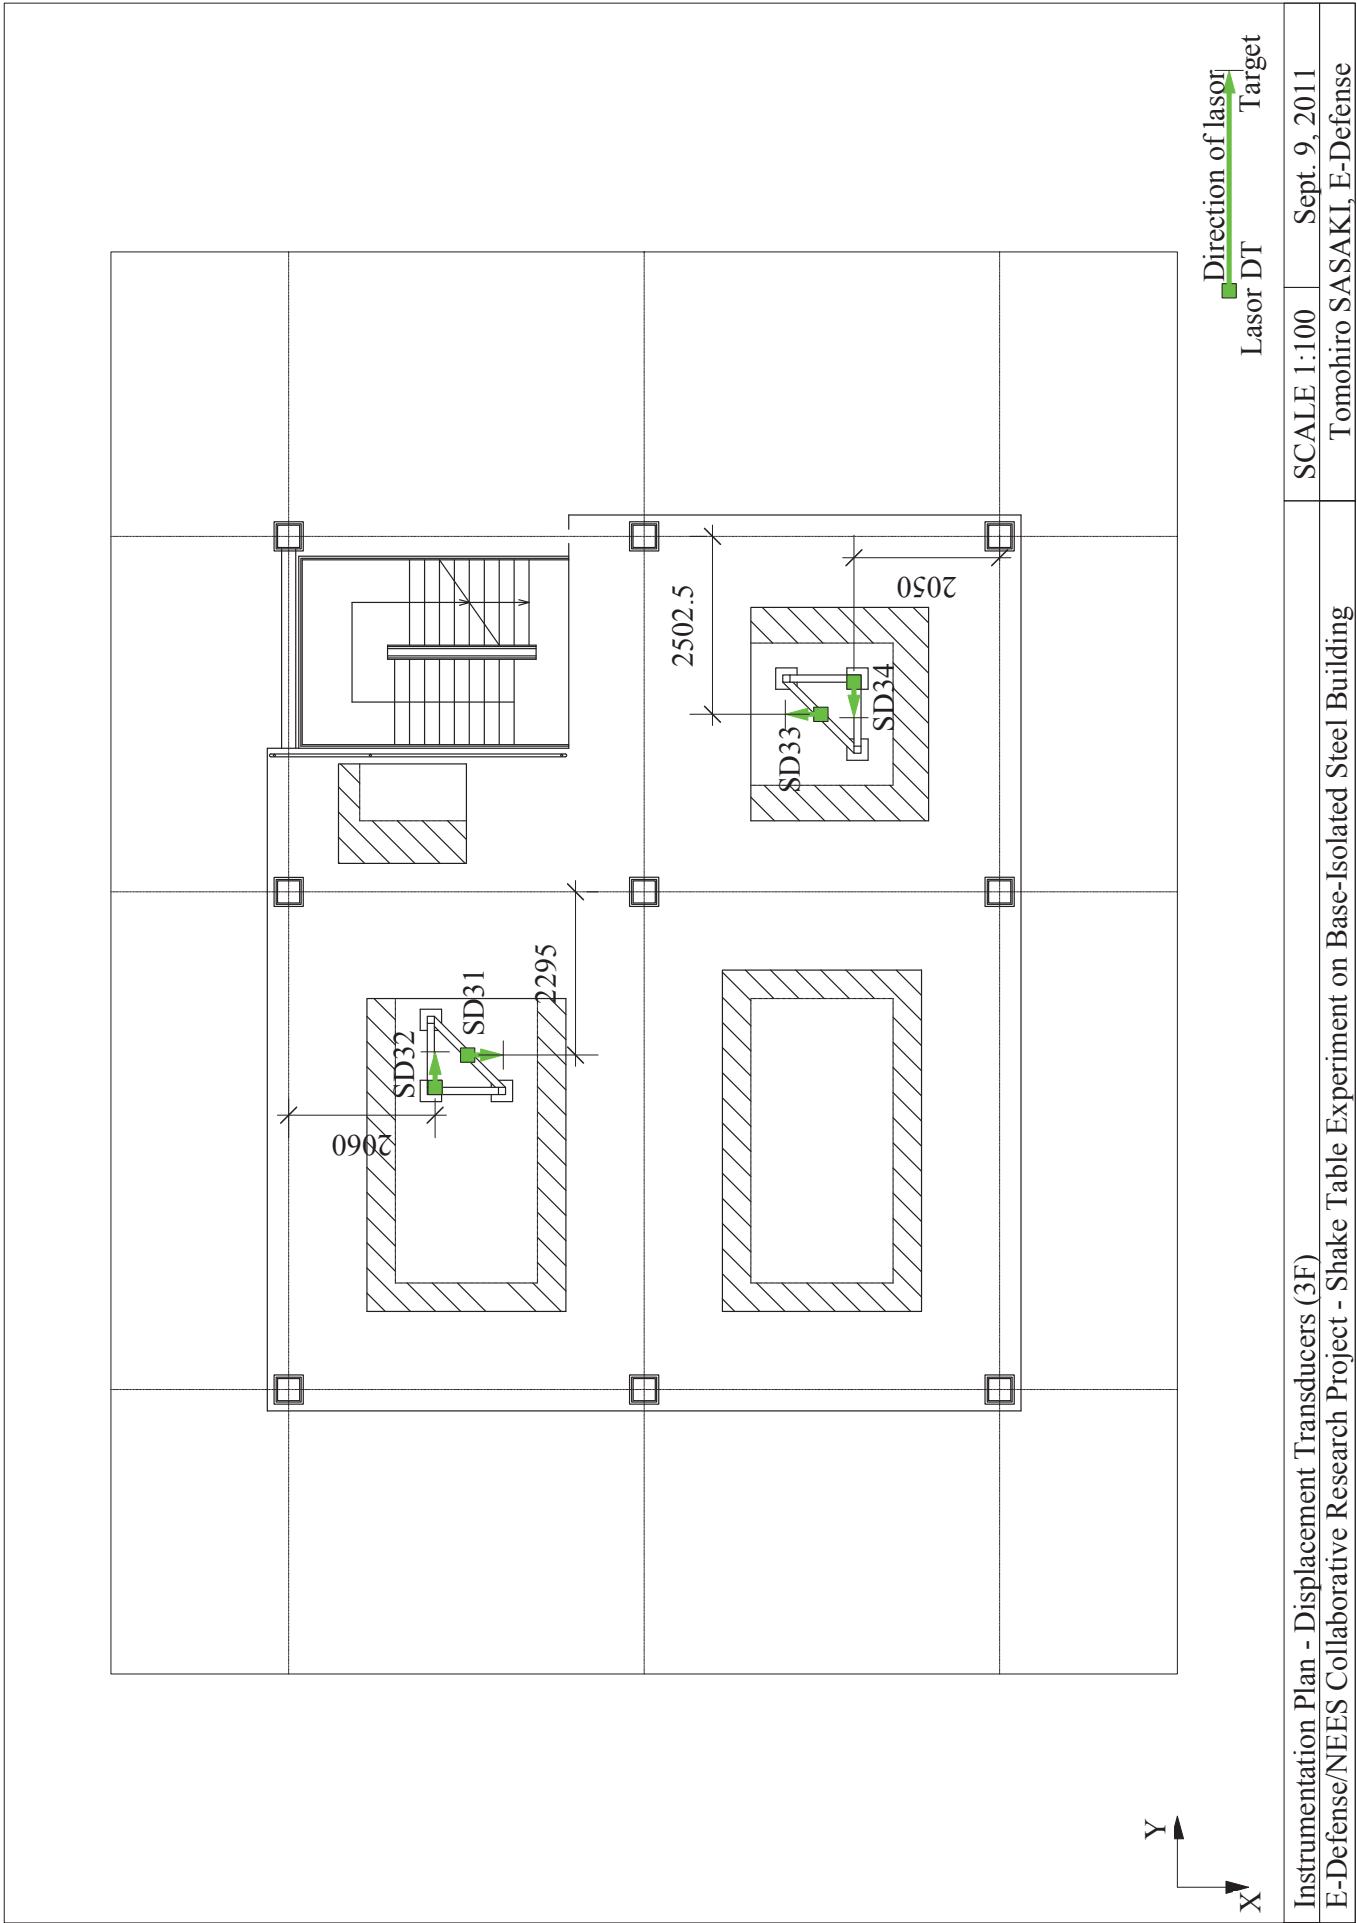 2060
SD32
SD31
2295
2502.5
SD33
SD34
2050
Y
X
Direction of lasor
Lasor DT
Target
Instrumentation Plan - Displacement Transducers (3F)
SCALE 1:100
Sept. 9, 2011
E-Defense/NEES Collaborative Research Project - Shake Table Experiment on Base-Isolated Steel Building
Tomohiro SASAKI, E-Defense